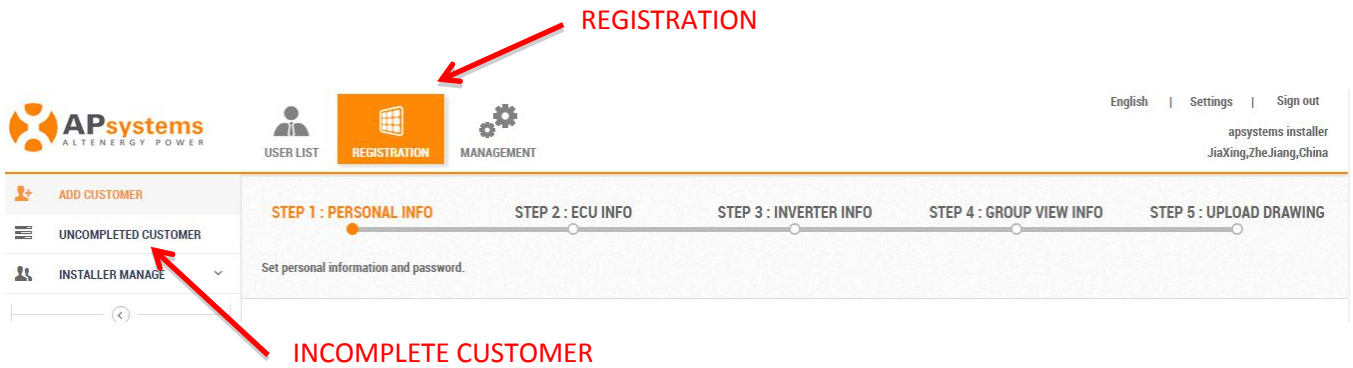 REGISTRATION
English | Settings | Sign out
APsystems
ALTENERGY POWER
apsystems installer
JiaXing,ZheJiang,China
USER LIST
REGISTRATION
MANAGEMENT
ADD CUSTOMER
UNCOMPLETED CUSTOMER
INSTALLER MANAGE
STEP 1 : PERSONAL INFO
STEP 2 : ECU INFO
STEP 3 : INVERTER INFO
STEP 4 : GROUP VIEW INFO
STEP 5 : UPLOAD DRAWING
Set personal information and password.
INCOMPLETE CUSTOMER